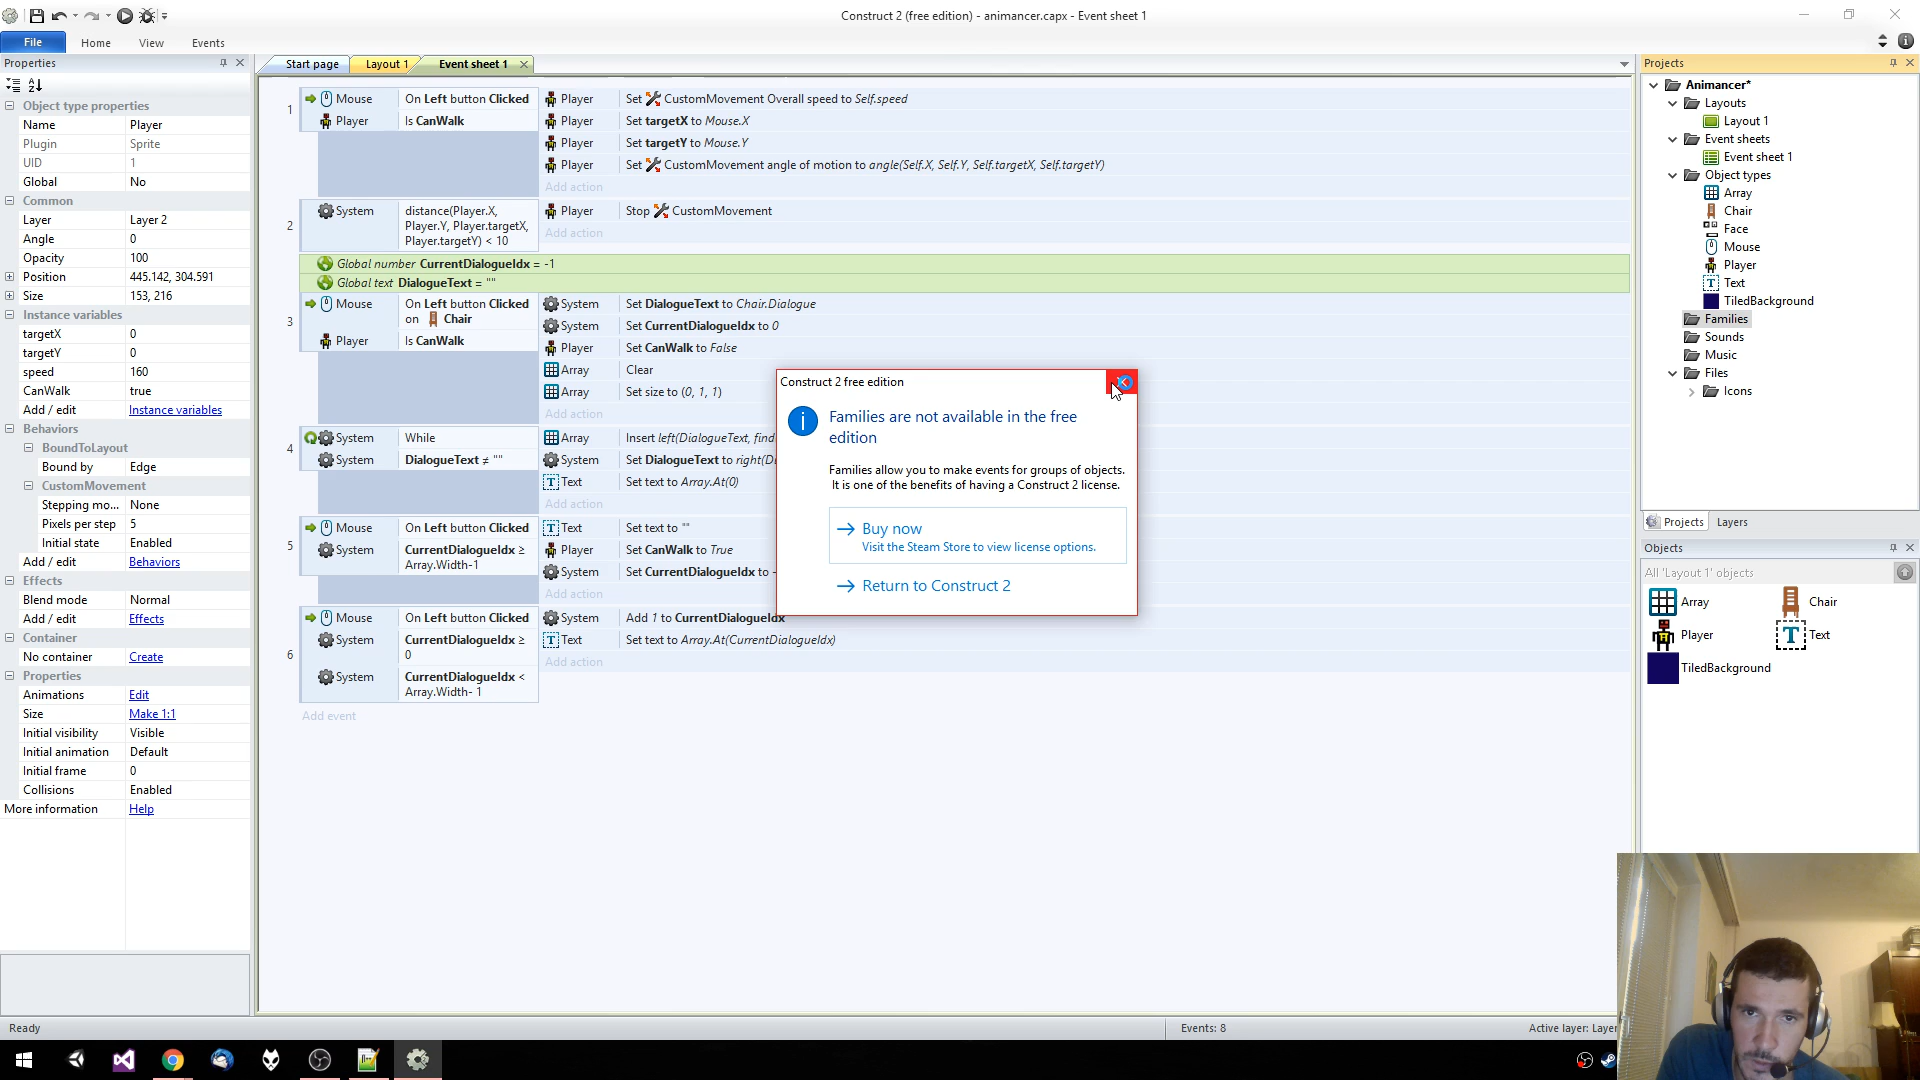 Construct 2 (free edition) - animancer.capx - Event sheet 1
File Home View Events
Properties
Object type properties
Name Player
Plugin Sprite
UID 1
Global No
Common
Layer Layer 2
Angle 0
Opacity 100
Position 445.142, 304.591
Size 153, 216
Instance variables
targetX 0
targetY 0
speed 160
CanWalk true
Add / edit Instance variables
Behaviors
BoundToLayout
Bound by Edge
CustomMovement
Stepping mo... None
Pixels per step 5
Initial state Enabled
Add / edit Behaviors
Effects
Blend mode Normal
Add / edit Effects
Container
No container Create
Properties
Animations Edit
Size Make 1:1
Initial visibility Visible
Initial animation Default
Initial frame 0
Collisions Enabled
More information Help
Start page Layout 1 Event sheet 1
1
Mouse On Left button Clicked
Player Is CanWalk
Player Set CustomMovement Overall speed to Self.speed
Player Set targetX to Mouse.X
Player Set targetY to Mouse.Y
Player Set CustomMovement angle of motion to angle(Self.X, Self.Y, Self.targetX, Self.targetY)
Add action
2
System distance(Player.X,
Player.Y, Player.targetX,
Player.targetY) < 10
Player Stop CustomMovement
Add action
Global number CurrentDialogueIdx = -1
Global text DialogueText = ""
3
Mouse On Left button Clicked
on Chair
Player Is CanWalk
System Set DialogueText to Chair.Dialogue
System Set CurrentDialogueIdx to 0
Player Set CanWalk to False
Array Clear
Array Set size to (0, 1, 1)
Add action
4
System While
System DialogueText ≠ ""
Array Insert left(DialogueText, find
System Set DialogueText to right(Di
Text Set text to Array.At(0)
Add action
5
Mouse On Left button Clicked
System CurrentDialogueIdx ≥
Array.Width-1
Text Set text to ""
Player Set CanWalk to True
System Set CurrentDialogueIdx to -
Add action
6
Mouse On Left button Clicked
System CurrentDialogueIdx ≥
0
System CurrentDialogueIdx <
Array.Width- 1
System Add 1 to CurrentDialogueIdx
Text Set text to Array.At(CurrentDialogueIdx)
Add action
Add event
Construct 2 free edition
Families are not available in the free
edition
Families allow you to make events for groups of objects.
It is one of the benefits of having a Construct 2 license.
Buy now
Visit the Steam Store to view license options.
Return to Construct 2
Projects
Animancer*
Layouts
Layout 1
Event sheets
Event sheet 1
Object types
Array
Chair
Face
Mouse
Player
Text
TiledBackground
Families
Sounds
Music
Files
Icons
Projects Layers
Objects
All 'Layout 1' objects
Array Chair
Player Text
TiledBackground
Ready
Events: 8
Active layer: Layer